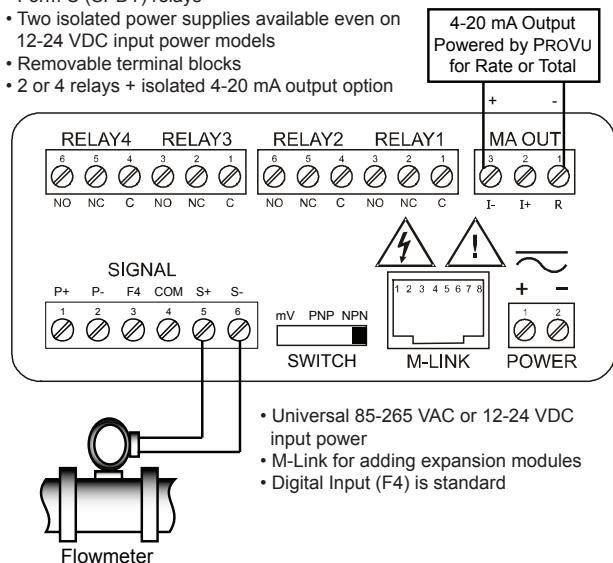 Form C (SPDT) relays
• Two isolated power supplies available even on
12-24 VDC input power models
• Removable terminal blocks
• 2 or 4 relays + isolated 4-20 mA output option
4-20 mA Output
Powered by PROVU
for Rate or Total
+ -
RELAY4 RELAY3 RELAY2 RELAY1 MA OUT
6 5 4 3 2 1 6 5 4 3 2 1 3 2 1
NO NC C NO NC C NO NC C NO NC C I- I+ R
SIGNAL
P+ P- F4 COM S+ S-
1 2 3 4 5 6
mV PNP NPN
SWITCH
1 2 3 4 5 6 7 8
M-LINK
+ -
1 2
POWER
• Universal 85-265 VAC or 12-24 VDC
input power
• M-Link for adding expansion modules
• Digital Input (F4) is standard
Flowmeter